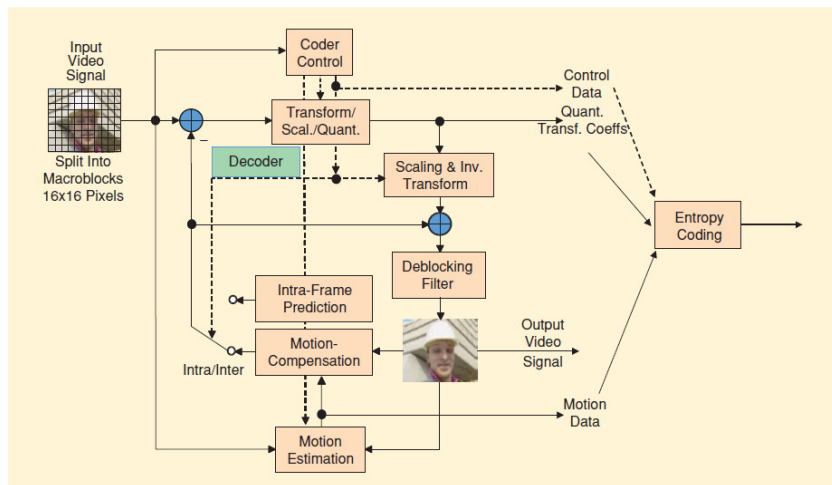 Input
Video
Signal
Coder
Control
Control
Data
Transform/
Scal./Quant.
Quant.
Transf. Coeffs
–
Decoder
Split Into
Macroblocks
16x16 Pixels
Scaling & Inv.
Transform
Entropy
Coding
Deblocking
Filter
Intra-Frame
Prediction
Output
Video
Signal
Motion-
Compensation
Intra/Inter
Motion
Data
Motion
Estimation